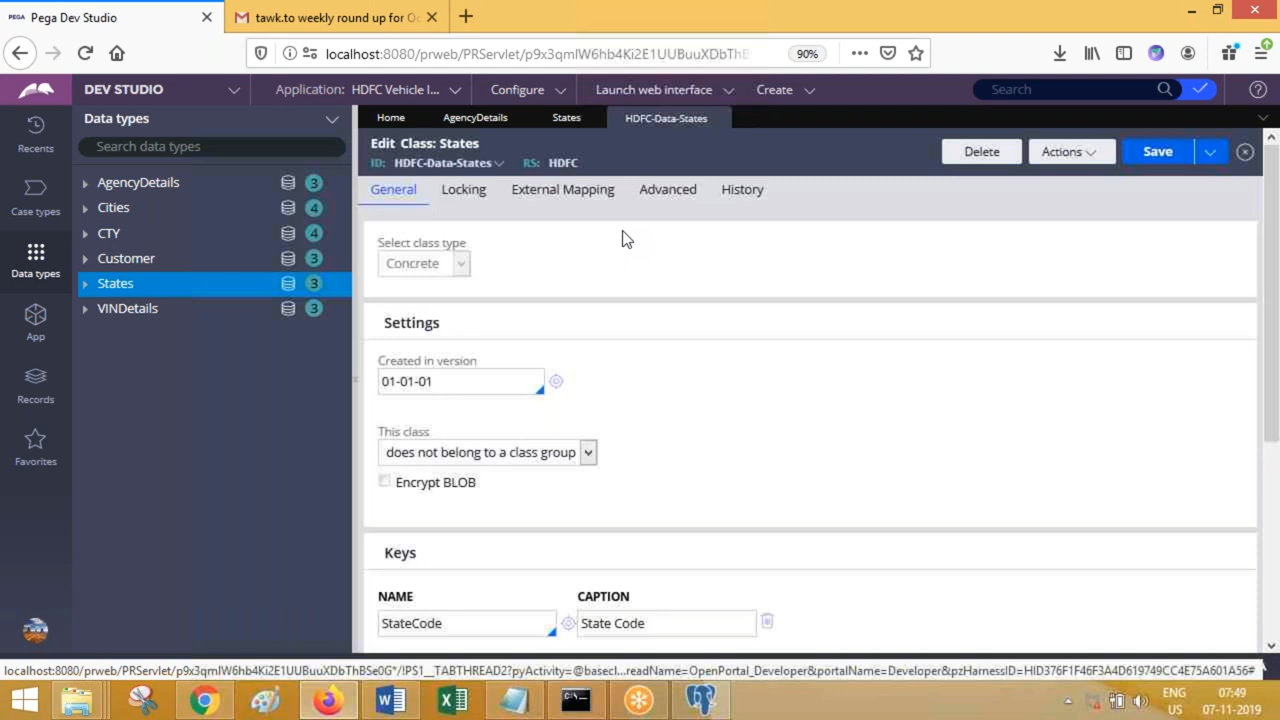 PEGA Pega Dev Studio
tawk.to weekly round up for Oc
localhost:8080/prweb/PRServlet/p9x3qmIW6hb4Ki2E1UUBuuXDbThB
90%
DEV STUDIO
Application: HDFC Vehicle I...
Configure
Launch web interface
Create
Search
Recents
Case types
Data types
App
Records
Favorites
Data types
Search data types
AgencyDetails 3
Cities 4
CTY 4
Customer 3
States 3
VINDetails 3
Home
AgencyDetails
States
HDFC-Data-States
Edit Class: States
ID: HDFC-Data-States RS: HDFC
Delete
Actions
Save
General
Locking
External Mapping
Advanced
History
Select class type
Concrete
Settings
Created in version
01-01-01
This class
does not belong to a class group
Encrypt BLOB
Keys
NAME CAPTION
StateCode State Code
localhost:8080/prweb/PRServlet/p9x3qmIW6hb4Ki2E1UUBuuXDbThBSe0G*/!PS1__TABTHREAD2?pyActivity=@basecl...readName=OpenPortal_Developer&portalName=Developer&pzHarnessID=HID376F1F46F3A4D619749CC4E75A601A56#
ENG
US
07:49
07-11-2019